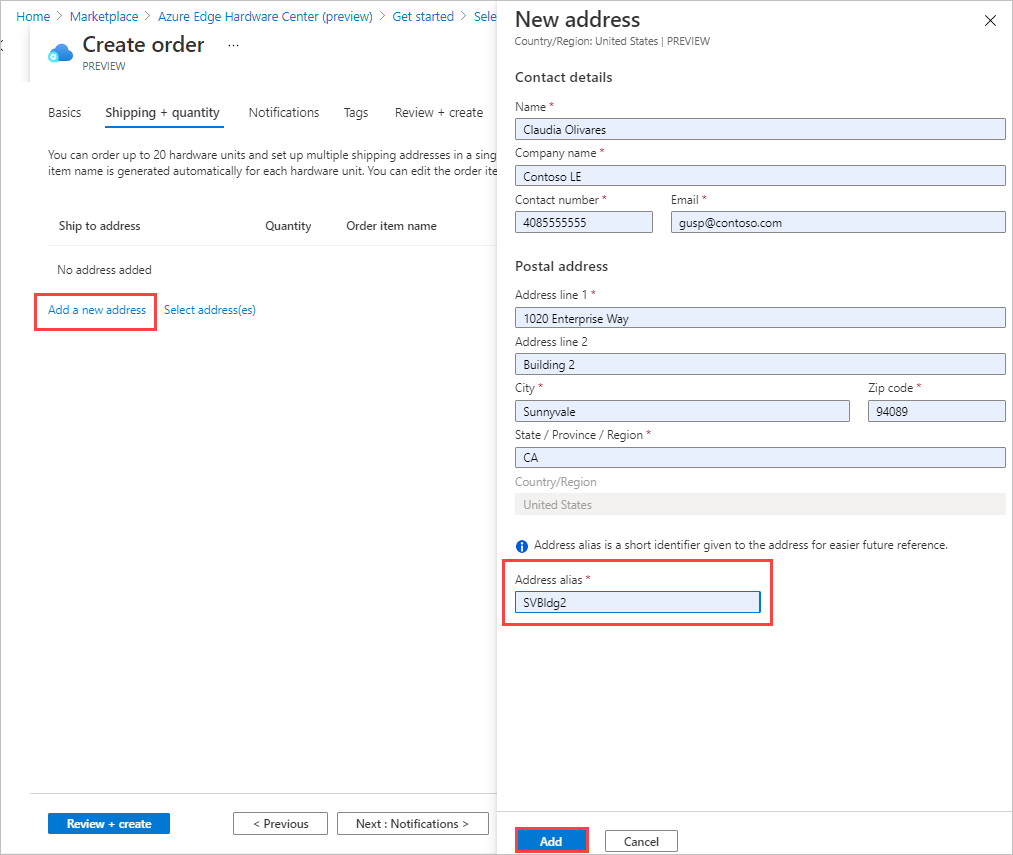 Home > Marketplace > Azure Edge Hardware Center (preview) > Get started > Sele
Create order ...
PREVIEW
Basics Shipping + quantity Notifications Tags Review + create
You can order up to 20 hardware units and set up multiple shipping addresses in a sing
item name is generated automatically for each hardware unit. You can edit the order ite
Ship to address Quantity Order item name
No address added
Add a new address Select address(es)
Review + create < Previous Next : Notifications >
New address
Country/Region: United States | PREVIEW
Contact details
Name *
Claudia Olivares
Company name *
Contoso LE
Contact number * Email *
4085555555 gusp@contoso.com
Postal address
Address line 1 *
1020 Enterprise Way
Address line 2
Building 2
City * Zip code *
Sunnyvale 94089
State / Province / Region *
CA
Country/Region
United States
Address alias is a short identifier given to the address for easier future reference.
Address alias *
SVBldg2
Add Cancel